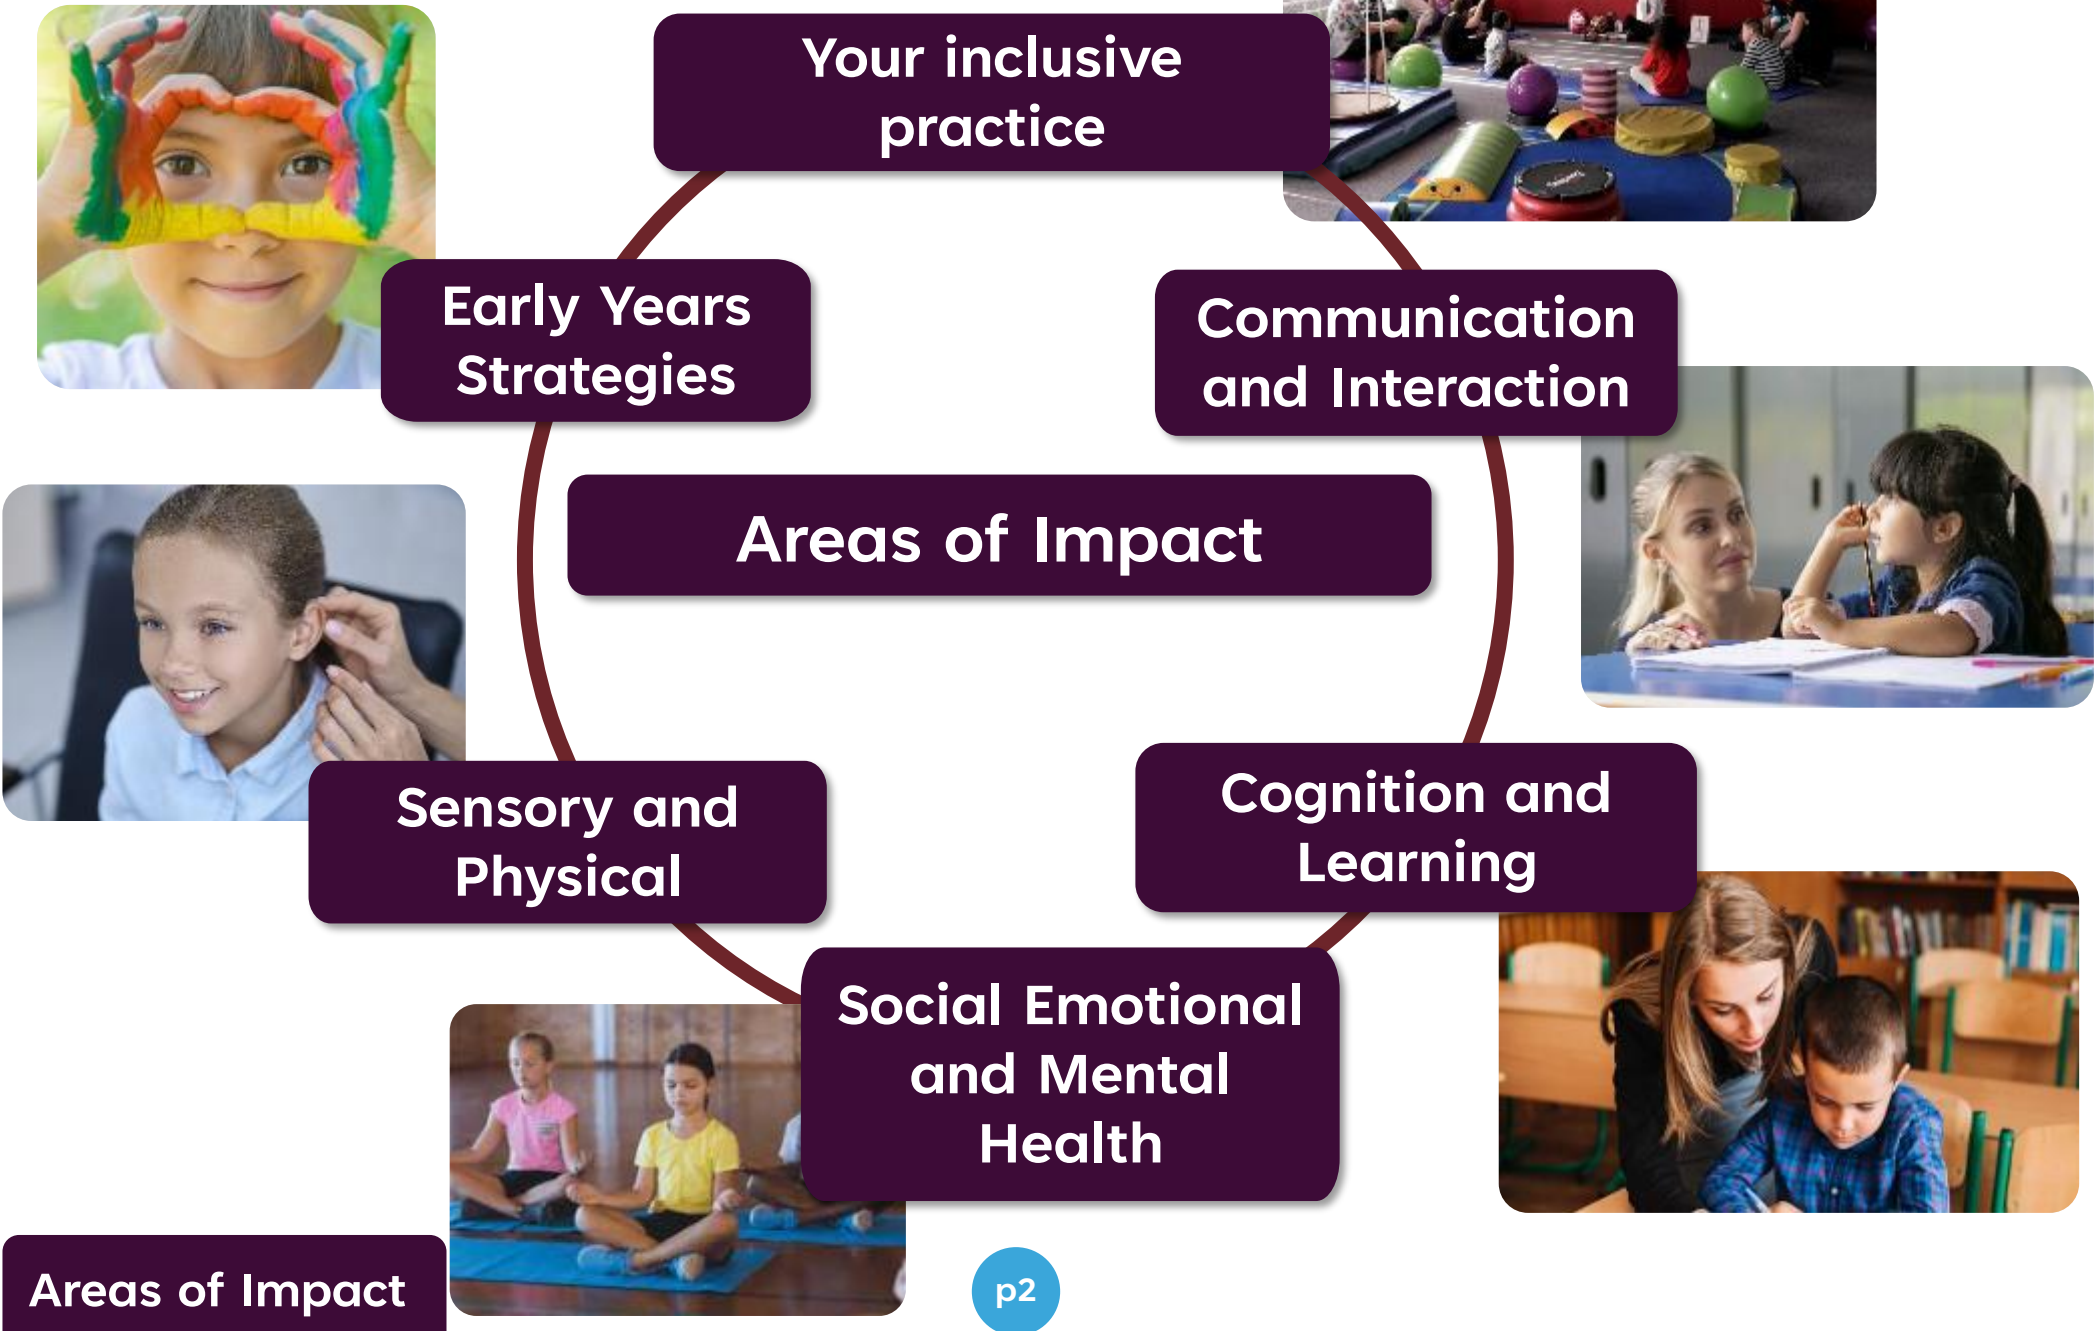 Your inclusive
practice
Early Years
Strategies
Communication
and Interaction
Areas of Impact
Sensory and
Physical
Cognition and
Learning
Social Emotional
and Mental
Health
Areas of Impact
p2